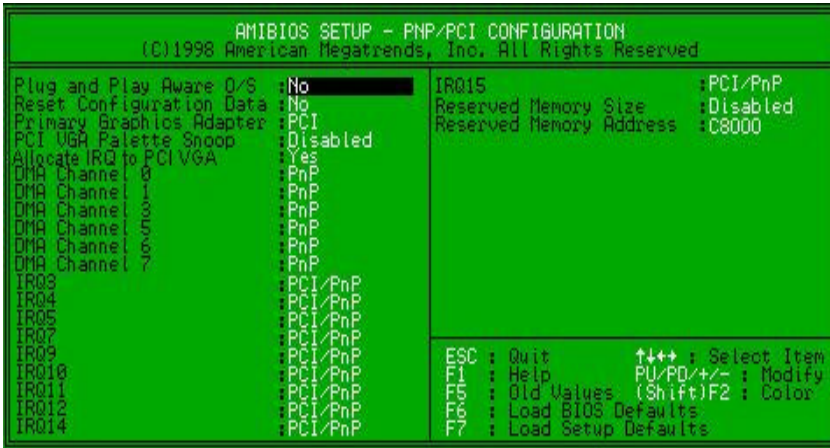 AMIBIOS SETUP - PNP/PCI CONFIGURATION
(C)1998 American Megatrends, Inc. All Rights Reserved
Plug and Play Aware O/S :No
Reset Configuration Data :No
Primary Graphics Adapter :PCI
PCI VGA Palette Snoop :Disabled
Allocate IRQ to PCI VGA :Yes
DMA Channel 0 :PnP
DMA Channel 1 :PnP
DMA Channel 3 :PnP
DMA Channel 5 :PnP
DMA Channel 6 :PnP
DMA Channel 7 :PnP
IRQ3 :PCI/PnP
IRQ4 :PCI/PnP
IRQ5 :PCI/PnP
IRQ7 :PCI/PnP
IRQ9 :PCI/PnP
IRQ10 :PCI/PnP
IRQ11 :PCI/PnP
IRQ12 :PCI/PnP
IRQ14 :PCI/PnP
IRQ15 :PCI/PnP
Reserved Memory Size :Disabled
Reserved Memory Address :C8000
ESC : Quit ↑↓←→ : Select Item
F1 : Help PU/PD/+/- : Modify
F5 : Old Values (Shift)F2 : Color
F6 : Load BIOS Defaults
F7 : Load Setup Defaults